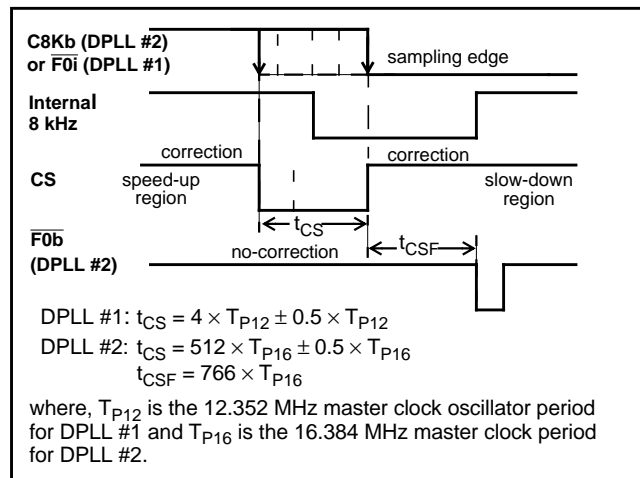 C8Kb (DPLL #2)
or F0i (DPLL #1)
sampling edge
Internal
8 kHz
correction
correction
CS
speed-up
region
slow-down
region
tCS
F0b
(DPLL #2)
no-correction
tCSF
DPLL #1: tCS = 4 × TP12 ± 0.5 × TP12
DPLL #2: tCS = 512 × TP16 ± 0.5 × TP16
tCSF = 766 × TP16
where, TP12 is the 12.352 MHz master clock oscillator period
for DPLL #1 and TP16 is the 16.384 MHz master clock period
for DPLL #2.